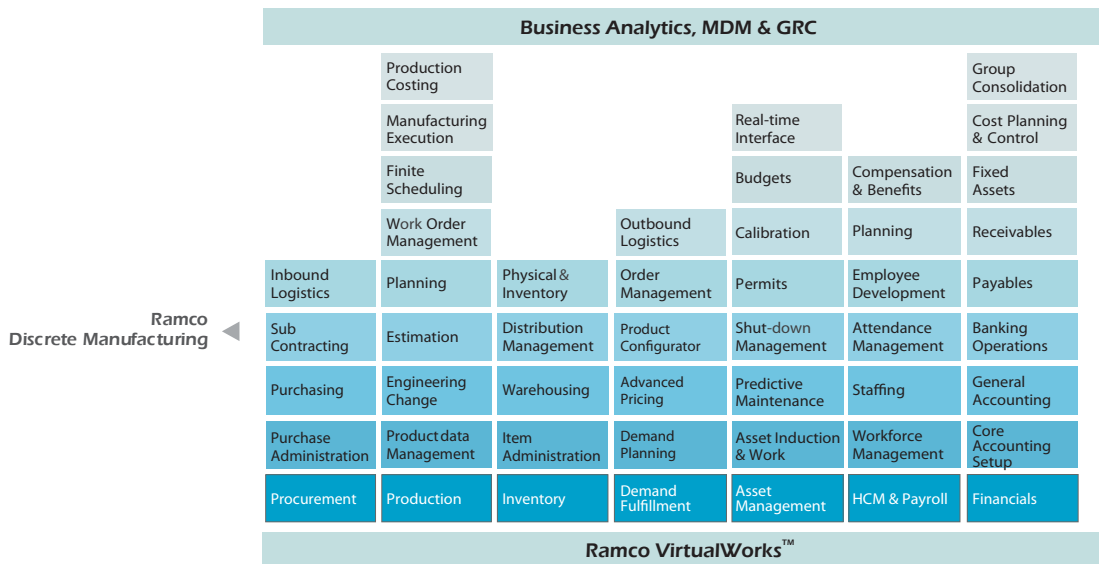 Business Analytics, MDM & GRC
Production
Costing
Group
Consolidation
Manufacturing
Execution
Real-time
Interface
Cost Planning
& Control
Finite
Scheduling
Budgets
Compensation
& Benefits
Fixed
Assets
Work Order
Management
Outbound
Logistics
Calibration
Planning
Receivables
Inbound
Logistics
Planning
Physical &
Inventory
Order
Management
Permits
Employee
Development
Payables
Ramco
Discrete Manufacturing
Sub
Contracting
Estimation
Distribution
Management
Product
Configurator
Shut-down
Management
Attendance
Management
Banking
Operations
Purchasing
Engineering
Change
Warehousing
Advanced
Pricing
Predictive
Maintenance
Staffing
General
Accounting
Purchase
Administration
Product data
Management
Item
Administration
Demand
Planning
Asset Induction
& Work
Workforce
Management
Core
Accounting
Setup
Procurement
Production
Inventory
Demand
Fulfillment
Asset
Management
HCM & Payroll
Financials
Ramco VirtualWorks™